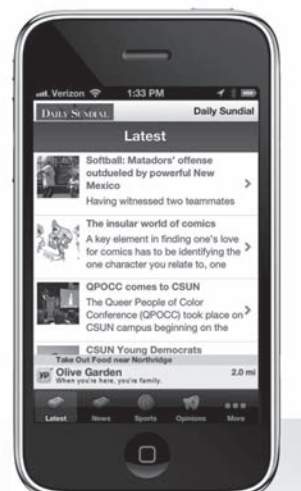 Verizon 1:33 PM
DAILY SUNDIAL Daily Sundial
Latest
Softball: Matadors' offense
outdueled by powerful New
Mexico
Having witnessed two teammates
The insular world of comics
A key element in finding one's love
for comics has to be identifying the
one character you relate to, one
QPOCC comes to CSUN
The Queer People of Color
Conference (QPOCC) took place on
CSUN campus beginning on the
CSUN Young Democrats
Take Out Food near Northridge
yp Olive Garden 2.0 mi
When you're here, you're family.
Latest News Sports Opinions More